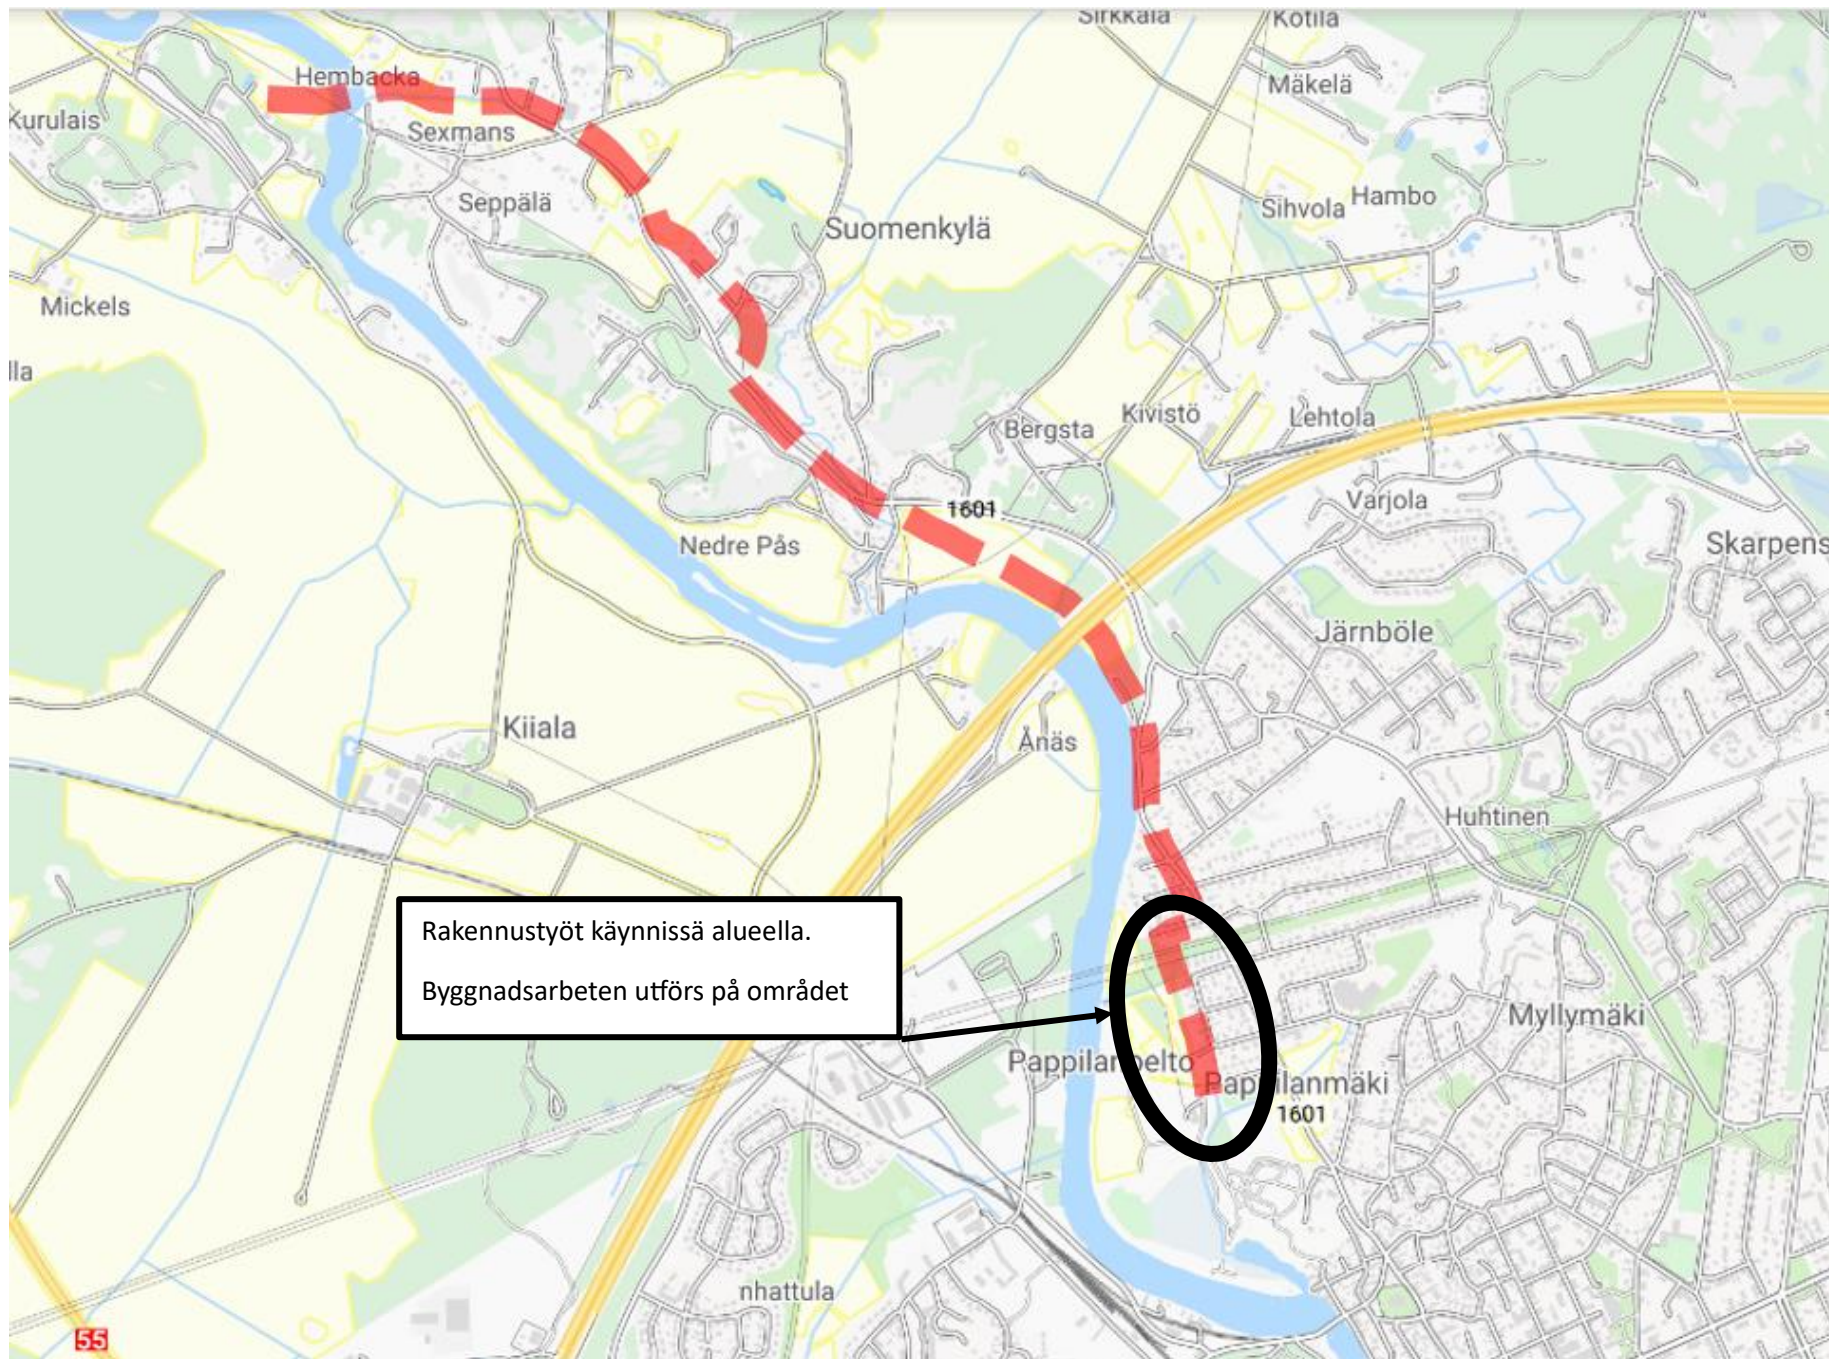 Sirkkala
Kotila
Hembacka
Mäkelä
Kurulais
Sexmans
Seppälä
Sihvola
Hambo
Suomenkylä
Mickels
lla
Kivistö
Lehtola
Bergsta
1601
Varjola
Nedre Pås
Skarpens
Järnböle
Kiiala
Ånäs
Huhtinen
Rakennustyöt käynnissä alueella.
Byggnadsarbeten utförs på området
Myllymäki
Pappilanpelto
Pappilanmäki
1601
nhattula
55